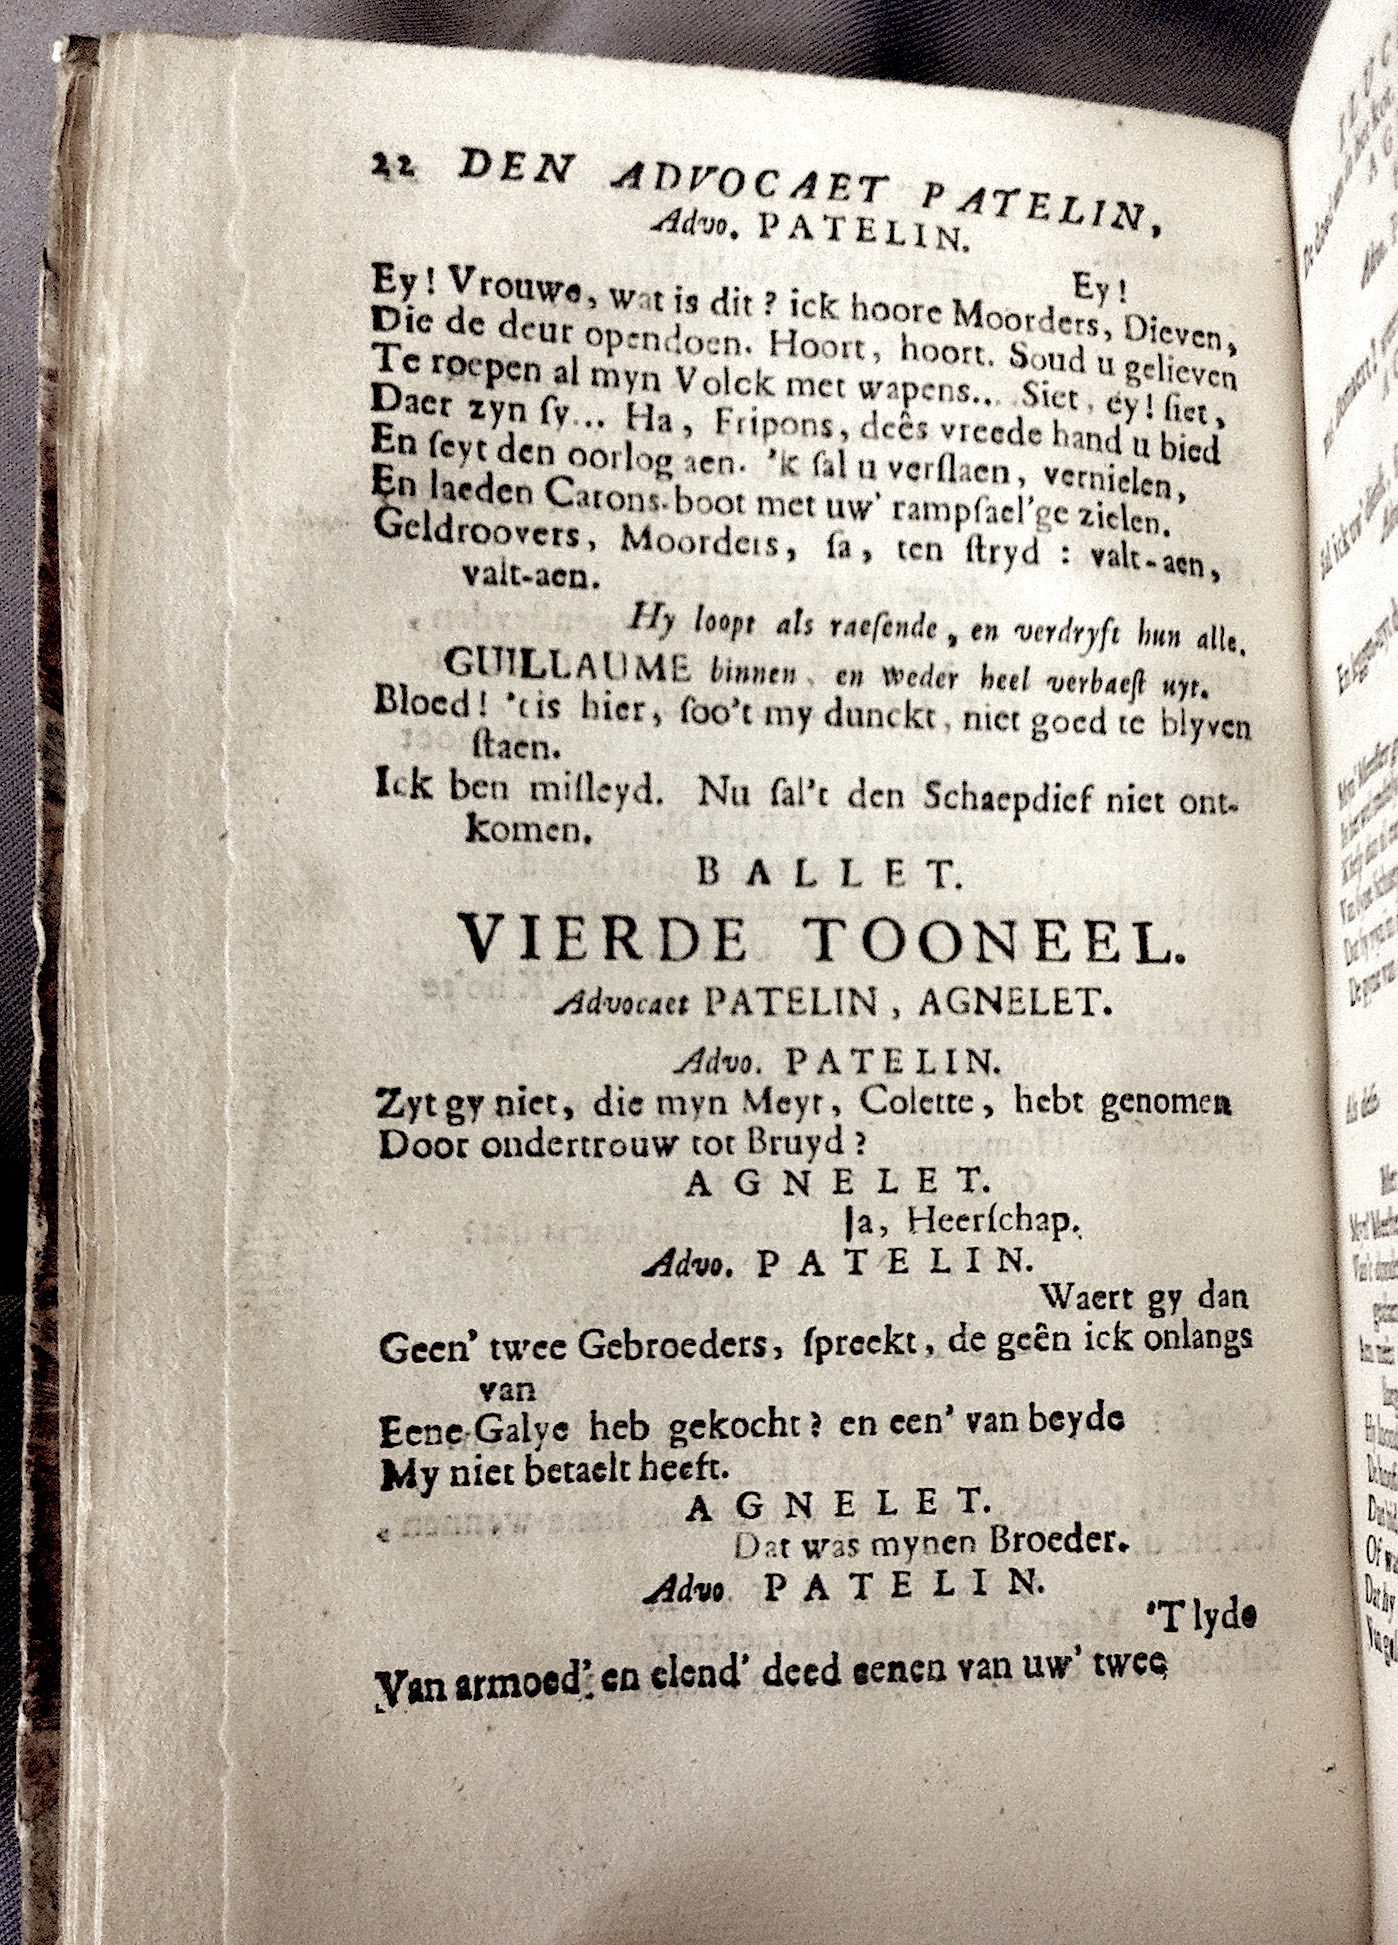 22 DEN ADVOCAET PATELIN,
Advo. PATELIN.
Ey!
Ey! Vrouwe, wat is dit? ick hoore Moorders, Dieven,
Die de deur opendoen. Hoort, hoort. Soud u gelieven
Te roepen al myn Volck met wapens... Siet, ey! ſiet,
Daer zyn ſy... Ha, Fripons, deês vreede hand u bied
En ſeyt den oorlog aen. 'k ſal u verſlaen, vernielen,
En laeden Carons-boot met uw' rampſael'ge zielen.
Geldroovers, Moorders, ſa, ten ſtryd : valt-aen,
valt-aen.
Hy loopt als raeſende, en verdryft hun alle.
GUILLAUME binnen, en weder heel verbaeſt uyt.
Bloed! 't is hier, ſoo't my dunckt, niet goed te blyven
ſtaen.
Ick ben miſleyd. Nu ſal't den Schaepdief niet ont-
komen.
BALLET.
VIERDE TOONEEL.
Advocaet PATELIN, AGNELET.
Advo. PATELIN.
Zyt gy niet, die myn Meyt, Colette, hebt genomen
Door ondertrouw tot Bruyd?
AGNELET.
Ja, Heerſchap.
Advo. PATELIN.
Waert gy dan
Geen' twee Gebroeders, ſpreekt, de geên ick onlangs
van
Eene Galye heb gekocht? en een' van beyde
My niet betaelt heeft.
AGNELET.
Dat was mynen Broeder.
Advo. PATELIN.
'T lyde
Van armoed' en elend' deed eenen van uw' twee